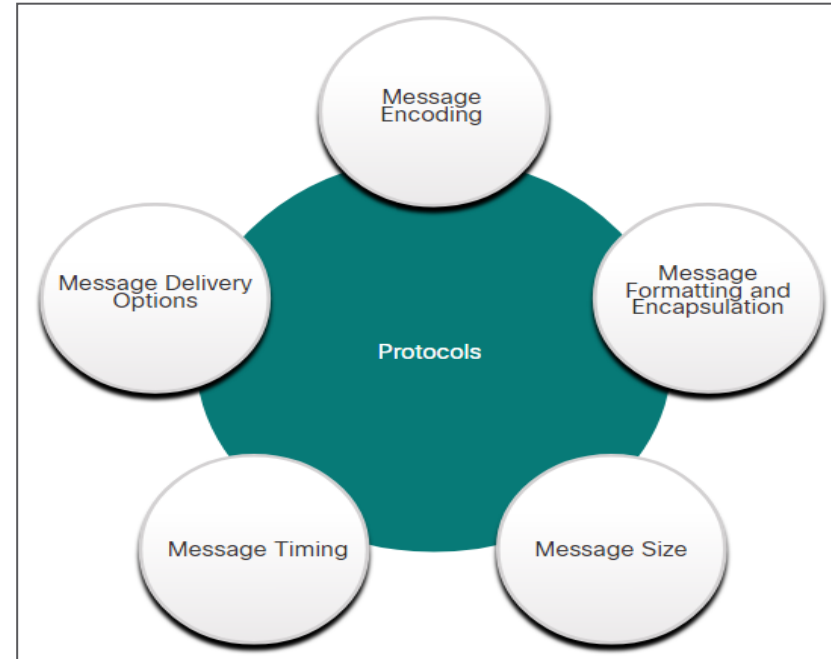 Message
Encoding
Message Delivery
Options
Message
Formatting and
Encapsulation
Protocols
Message Timing
Message Size